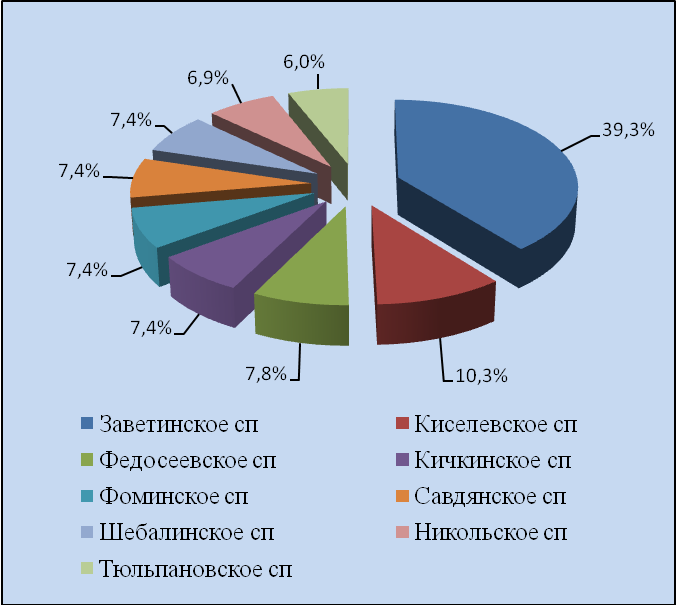 6,0%
6,9%
7,4%
39,3%
7,4%
7,4%
7,4%
7,8%
10,3%
Заветинское сп
Киселевское сп
Федосеевское сп
Кичкинское сп
Фоминское сп
Савдянское сп
Шебалинское сп
Никольское сп
Тюльпановское сп